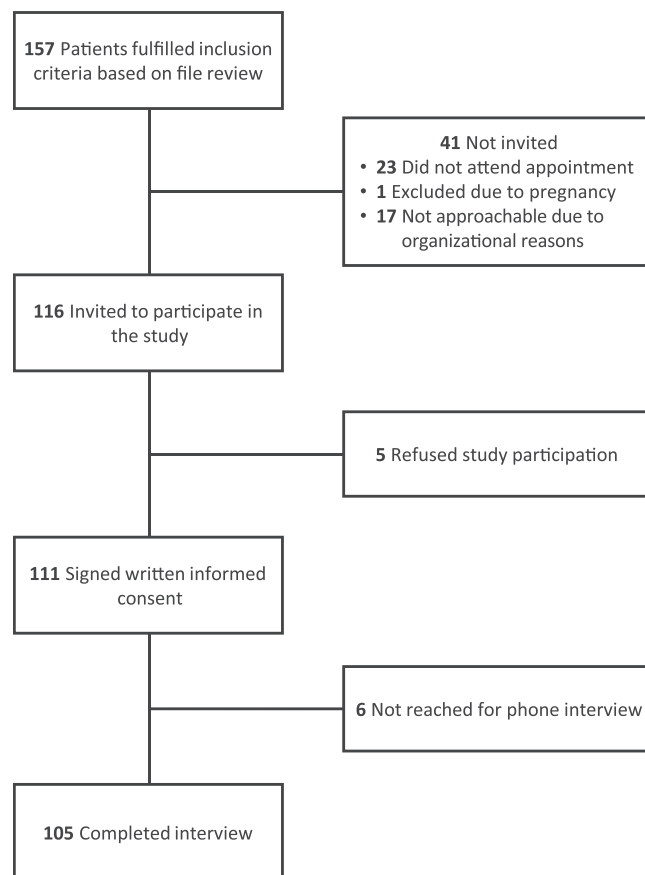 157 Patients fulfilled inclusion
criteria based on file review
41 Not invited
• 23 Did not attend appointment
• 1 Excluded due to pregnancy
• 17 Not approachable due to
organizational reasons
116 Invited to participate in
the study
5 Refused study participation
111 Signed written informed
consent
6 Not reached for phone interview
105 Completed interview